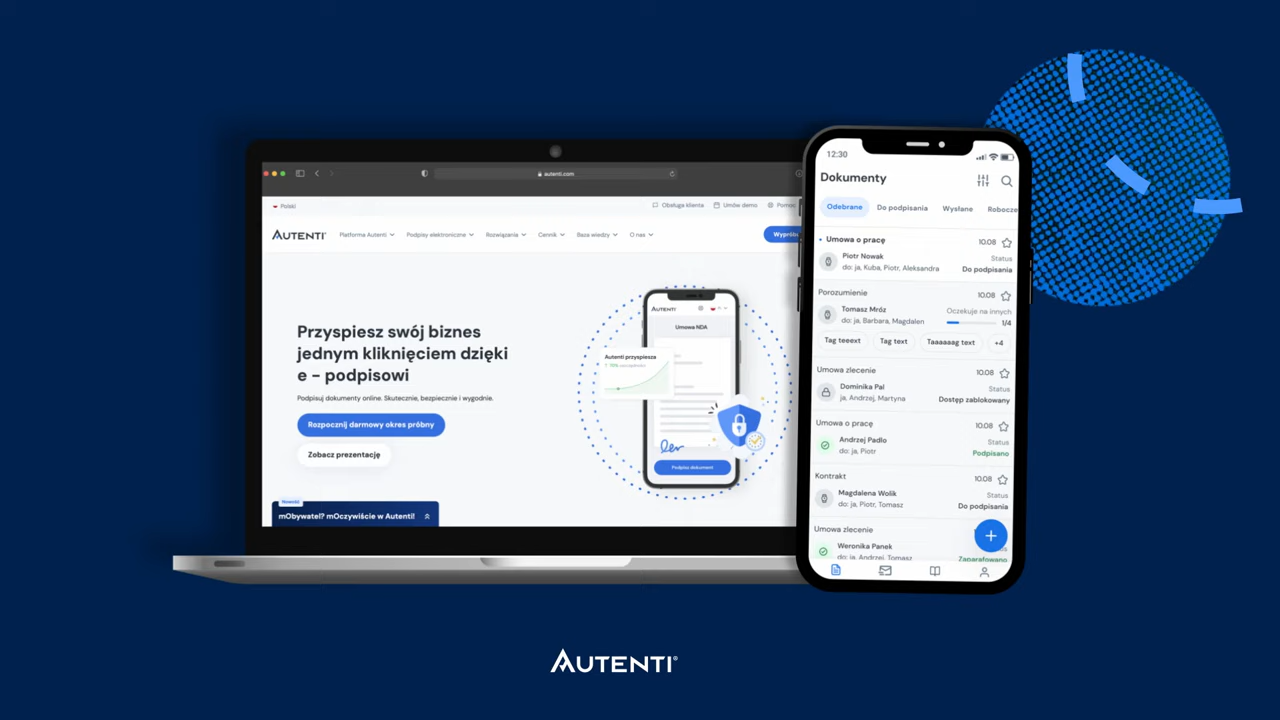 autenti.com
Polski
Obsługa klienta
Umów demo
Pomoc
AUTENTI
Platforma Autenti
Podpisy elektroniczne
Rozwiązania
Cennik
Baza wiedzy
O nas
Przyspiesz swój biznes
jednym kliknięciem dzięki
e - podpisowi
Podpisuj dokumenty online. Skutecznie, bezpiecznie i wygodnie.
Rozpocznij darmowy okres próbny
Zobacz prezentację
Nowość
mObywatel? mOczywiście w Autenti!
AUTENTI
Umowa NDA
Autenti przyspiesza
Podpisz dokument
12:30
Dokumenty
Odebrane
Do podpisania
Wysłane
Robocze
Umowa o pracę
10.08
Piotr Nowak
Status
do: ja, Kuba, Piotr, Aleksandra
Do podpisania
Porozumienie
10.08
Tomasz Mróz
Oczekuje na innych
do: ja, Barbara, Magdalen
1/4
Tag teeext
Tag text
Taaaaaag text
+4
Umowa zlecenie
10.08
Dominika Pal
Status
ja, Andrzej, Martyna
Dostęp zablokowany
Umowa o pracę
10.08
Andrzej Padło
Status
do: ja, Piotr
Podpisano
Kontrakt
10.08
Magdalena Wolik
Status
do: ja, Piotr, Tomasz
Do podpisania
Umowa zlecenie
Weronika Panek
do: ja, Andrzej, Tomasz
Zaparafowano
AUTENTI®